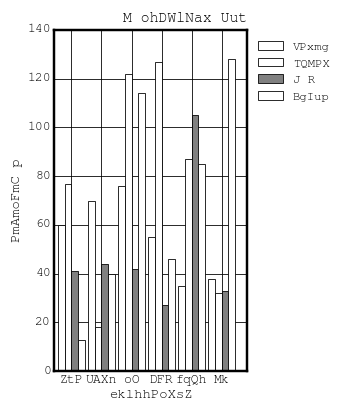 M ohDWlNax Uut
140
120
100
80
60
40
20
0
PmAmoFmC p
ZtP UAXn oO DFR fqQh Mk
eklhhPoXsZ
VPxmg
TQMPX
J R
BgIup